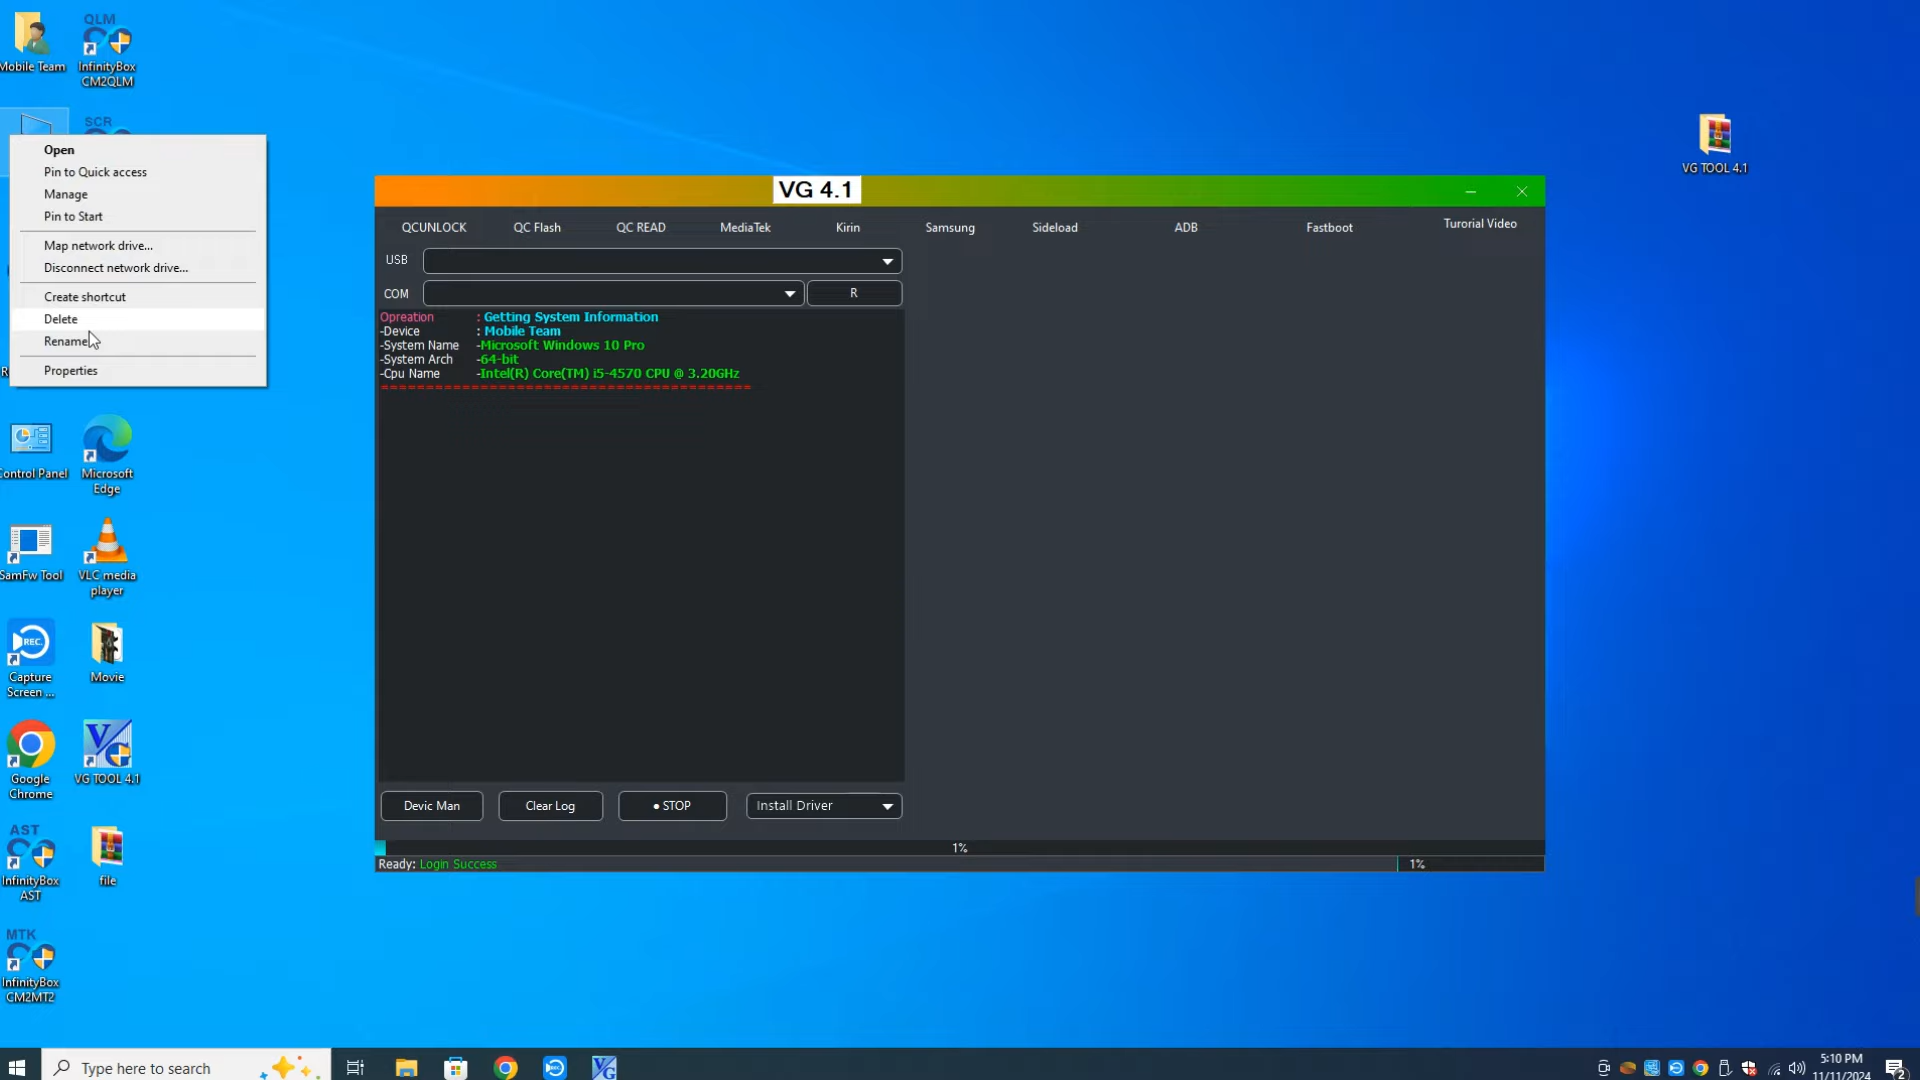 Mobile Team
QLM
InfinityBox
CM2QLM
SCR
Open
Pin to Quick access
Manage
Pin to Start
Map network drive...
Disconnect network drive...
Create shortcut
Delete
Rename
Properties
R
Control Panel
Microsoft
Edge
SamFw Tool
VLC media
player
REC.
Capture
Screen ...
Movie
Google
Chrome
VG TOOL 4.1
AST
InfinityBox
AST
file
MTK
InfinityBox
CM2MT2
VG TOOL 4.1
VG 4.1
QCUNLOCK QC Flash QC READ MediaTek Kirin Samsung Sideload ADB Fastboot Turorial Video
USB
COM R
Opreation : Getting System Information
-Device : Mobile Team
-System Name -Microsoft Windows 10 Pro
-System Arch -64-bit
-Cpu Name -Intel(R) Core(TM) i5-4570 CPU @ 3.20GHz
=========================================
Devic Man Clear Log ● STOP Install Driver
1%
Ready: Login Success 1%
Type here to search
REC
VG
5:10 PM
11/11/2024
2